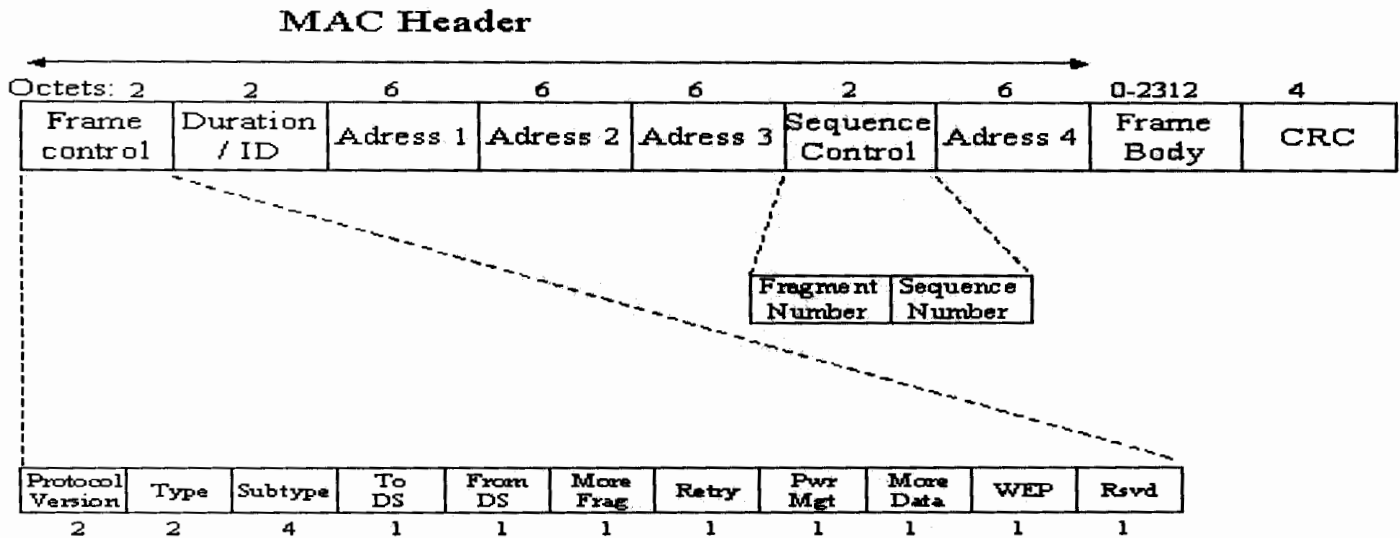 MAC Header
Octets: 2 2 6 6 6 2 6 0-2312 4
Frame control
Duration / ID
Adress 1
Adress 2
Adress 3
Sequence Control
Adress 4
Frame Body
CRC
Fragment Number
Sequence Number
Protocol Version
Type
Subtype
To DS
From DS
More Frag
Retry
Pwr Mgt
More Data
WEP
Rsvd
2 2 4 1 1 1 1 1 1 1 1